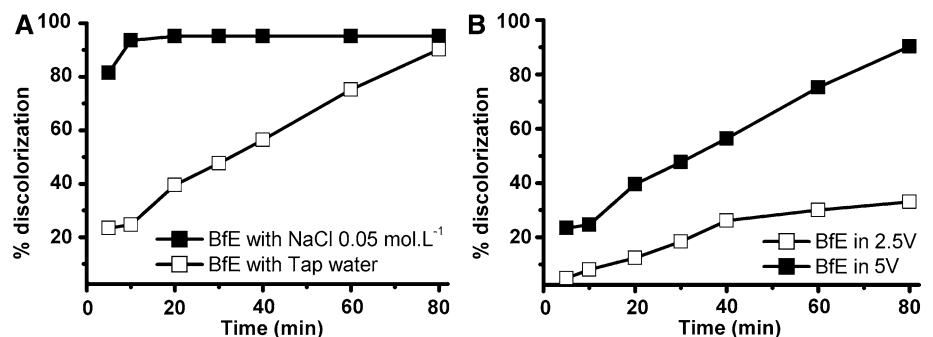 A
% discolorization
100
80
60
40
20
BfE with NaCl 0.05 mol.L⁻¹
BfE with Tap water
0 20 40 60 80
Time (min)
B
% discolorization
100
80
60
40
20
0
BfE in 2.5V
BfE in 5V
0 20 40 60 80
Time (min)